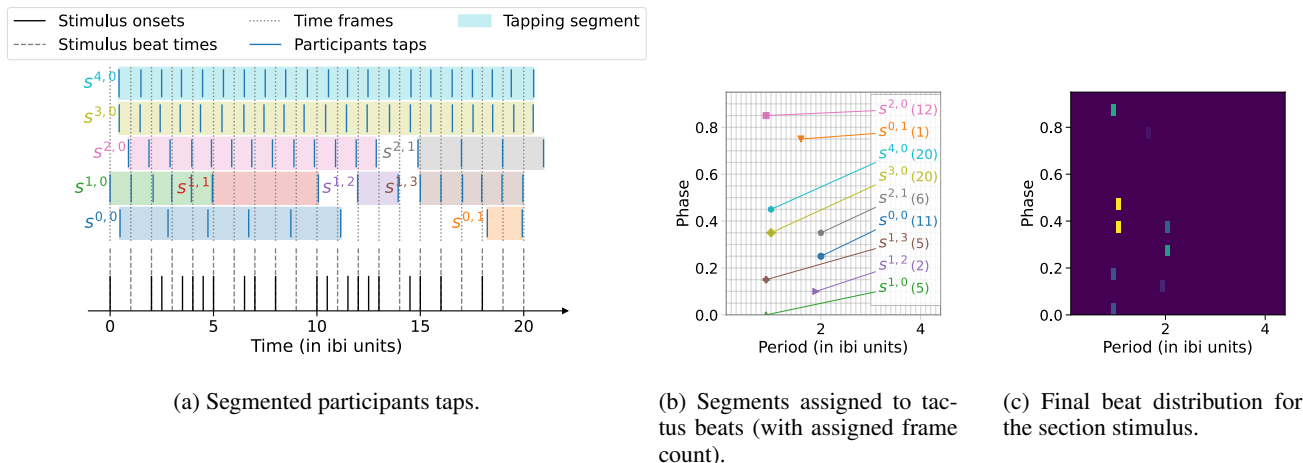 Stimulus onsets
Stimulus beat times
Time frames
Participants taps
Tapping segment
s^{4,0}
s^{3,0}
s^{2,0}
s^{2,1}
s^{1,0}
s^{1,1}
s^{1,2}
s^{1,3}
s^{0,0}
s^{0,1}
0 5 10 15 20
Time (in ibi units)
(a) Segmented participants taps.
0.8
0.6
0.4
0.2
0.0
Phase
s^{2,0} (12)
s^{0,1} (1)
s^{4,0} (20)
s^{3,0} (20)
s^{2,1} (6)
s^{0,0} (11)
s^{1,3} (5)
s^{1,2} (2)
s^{1,0} (5)
2 4
Period (in ibi units)
(b) Segments assigned to tac-
tus beats (with assigned frame
count).
0.8
0.6
0.4
0.2
0.0
Phase
2 4
Period (in ibi units)
(c) Final beat distribution for
the section stimulus.